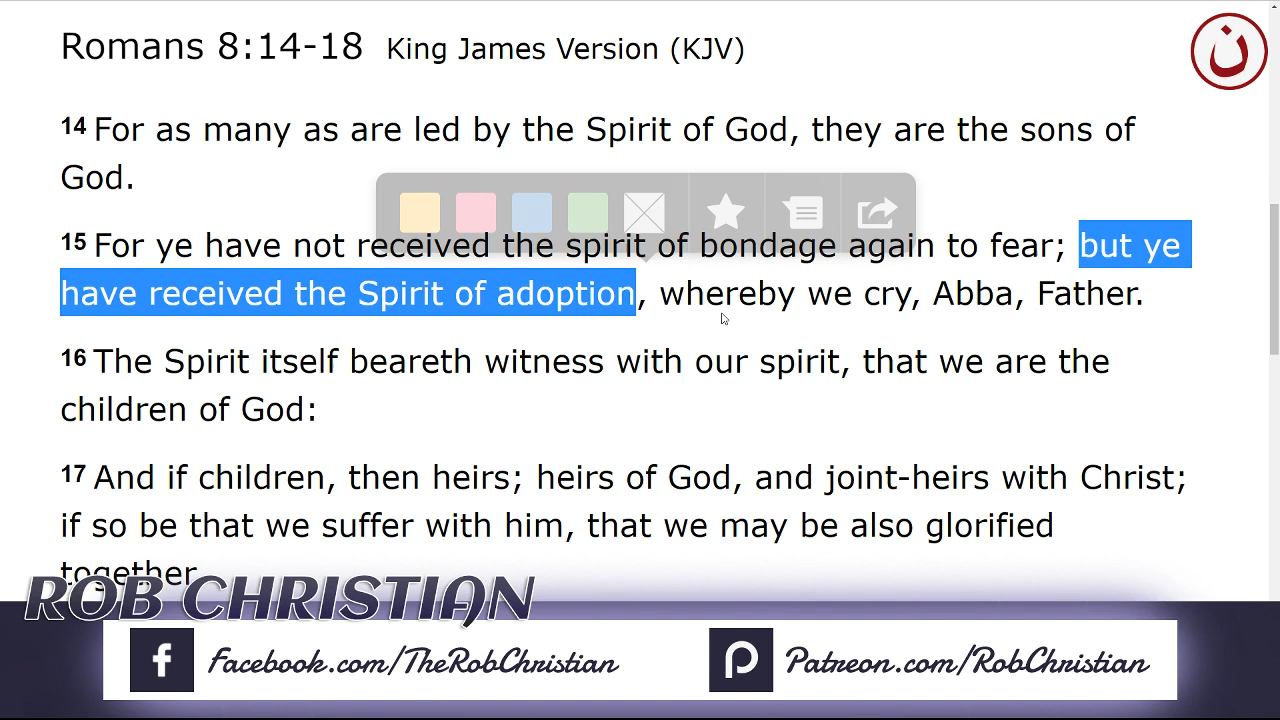 Romans 8:14-18 King James Version (KJV)
ن
14 For as many as are led by the Spirit of God, they are the sons of
God.
15 For ye have not received the spirit of bondage again to fear; but ye
have received the Spirit of adoption, whereby we cry, Abba, Father.
16 The Spirit itself beareth witness with our spirit, that we are the
children of God:
17 And if children, then heirs; heirs of God, and joint-heirs with Christ;
if so be that we suffer with him, that we may be also glorified
together.
ROB CHRISTIAN
Facebook.com/TheRobChristian
Patreon.com/RobChristian